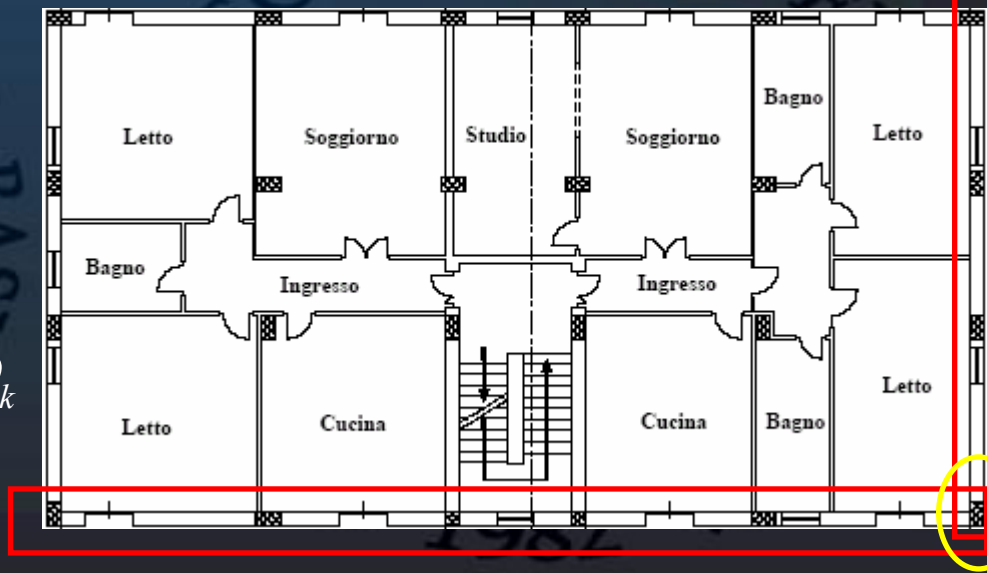 Bagno
Letto
Soggiorno
Studio
Soggiorno
Letto
Bagno
Ingresso
Ingresso
)
k
Letto
Cucina
Cucina
Bagno
Letto